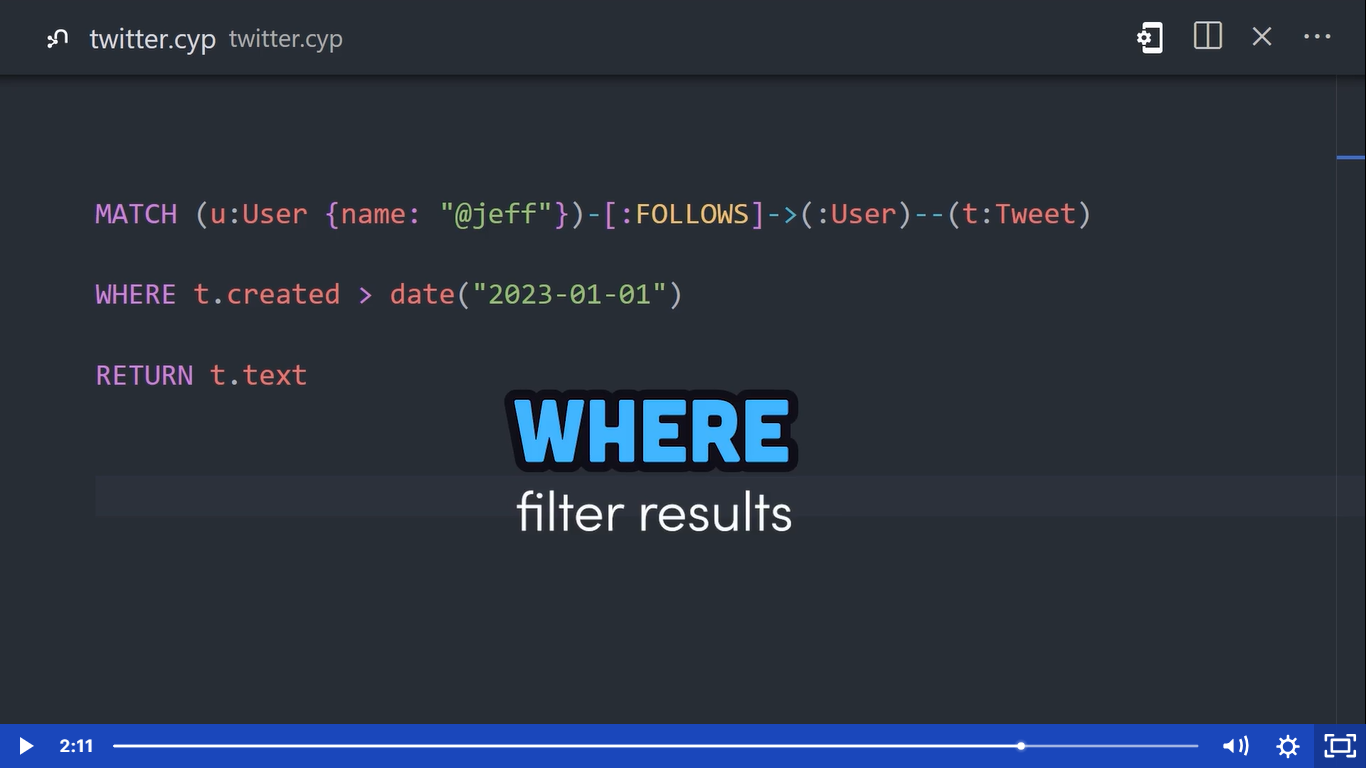 twitter.cyp twitter.cyp
MATCH (u:User {name: "@jeff"})-[:FOLLOWS]->(:User)--(t:Tweet)
WHERE t.created > date("2023-01-01")
RETURN t.text
WHERE
filter results
2:11